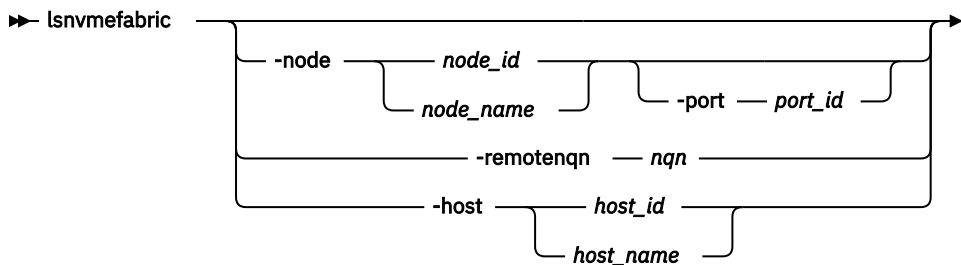 lsnvmefabric
-node node_id
node_name
-port port_id
-remotenqn nqn
-host host_id
host_name